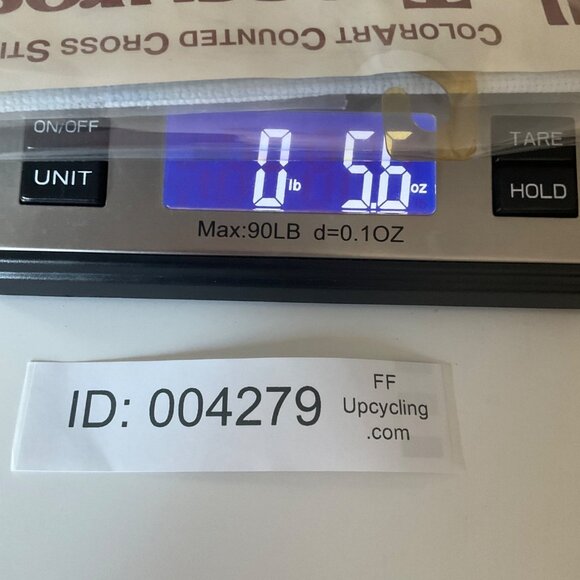 ColorArt Counted Cross Sti
ON/OFF
UNIT
0 lb 5.6 oz
TARE
HOLD
Max:90LB d=0.1OZ
ID: 004279
FF
Upcycling
.com